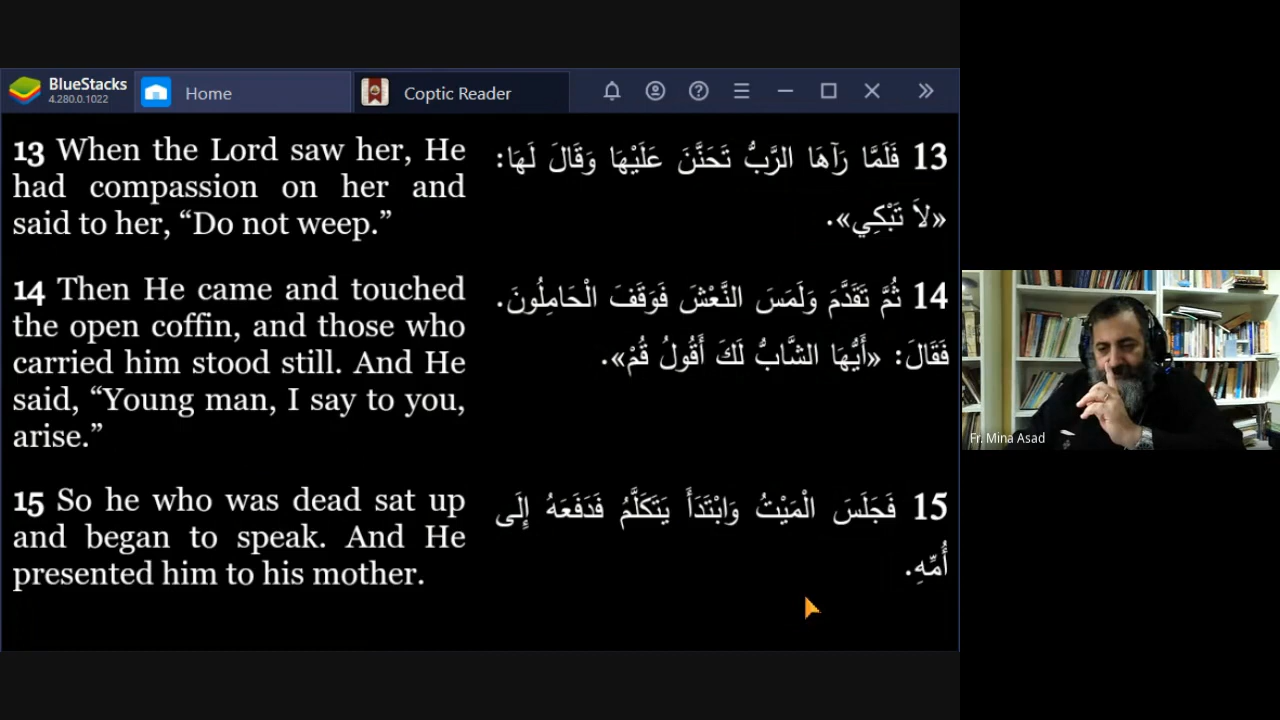 BlueStacks
4.280.0.1022
Home
Coptic Reader
13 When the Lord saw her, He
had compassion on her and
said to her, “Do not weep.”
14 Then He came and touched
the open coffin, and those who
carried him stood still. And He
said, “Young man, I say to you,
arise.”
15 So he who was dead sat up
and began to speak. And He
presented him to his mother.
13 فَلَمَّا رَآهَا الرَّبُّ تَحَنَّنَ عَلَيْهَا وَقَالَ لَهَا:
«لاَ تَبْكِي».
14 ثُمَّ تَقَدَّمَ وَلَمَسَ النَّعْشَ فَوَقَفَ الْحَامِلُونَ.
فَقَالَ: «أَيُّهَا الشَّابُّ لَكَ أَقُولُ قُمْ».
15 فَجَلَسَ الْمَيْتُ وَابْتَدَأَ يَتَكَلَّمُ فَدَفَعَهُ إِلَى
أُمِّهِ.
Fr. Mina Asad